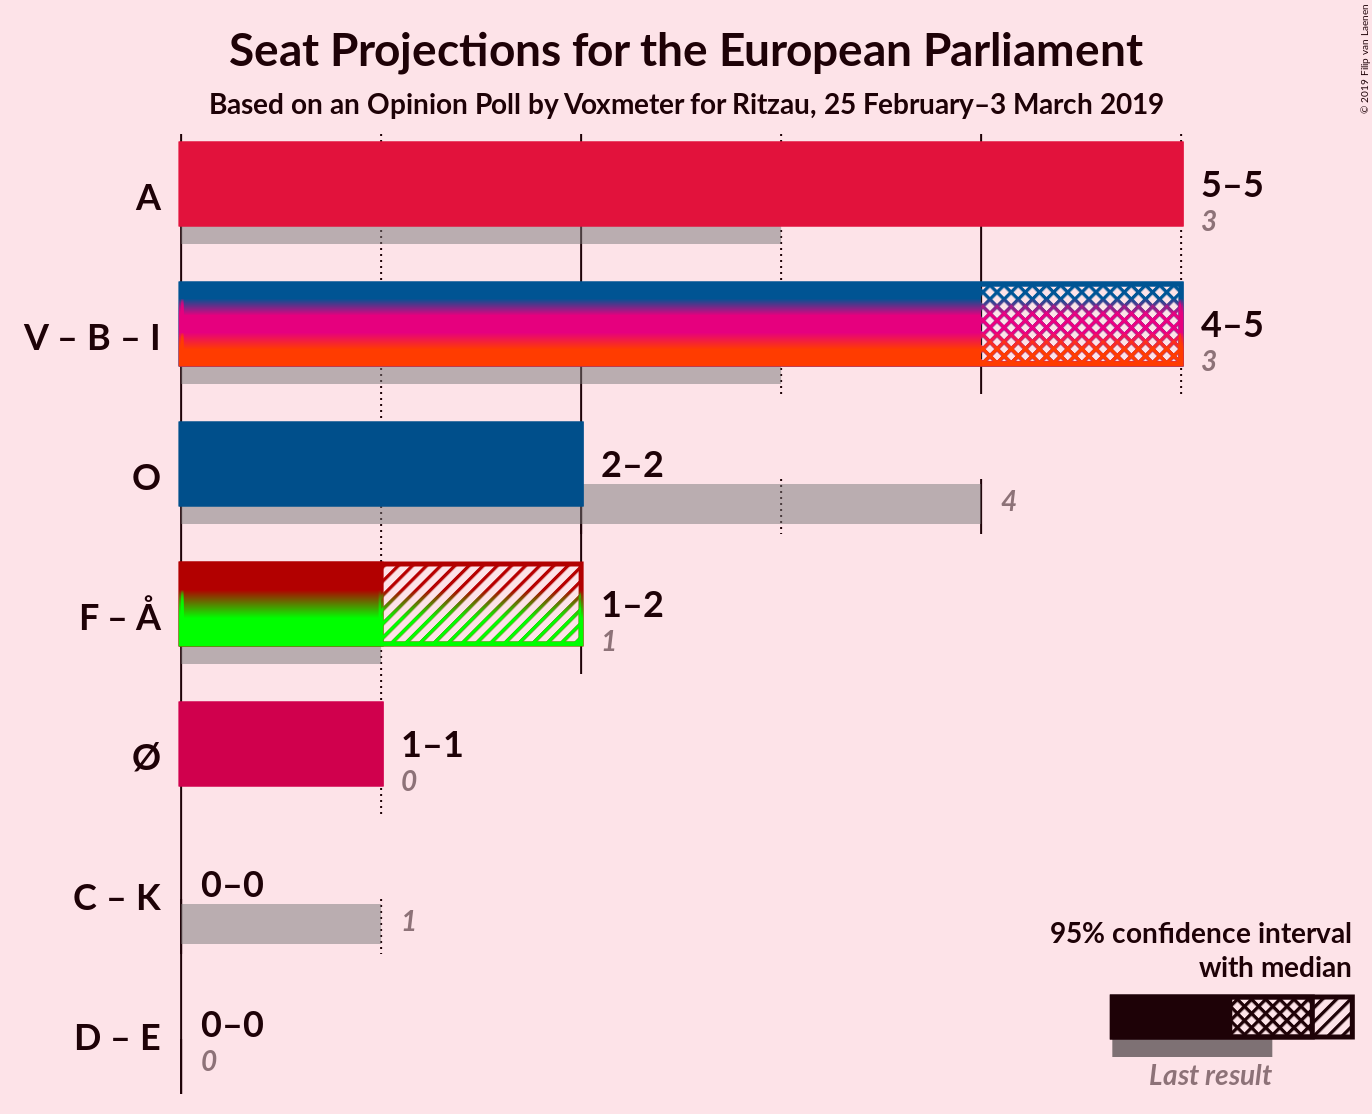 Seat Projections for the European Parliament
Based on an Opinion Poll by Voxmeter for Ritzau, 25 February–3 March 2019
© 2019 Filip van Laenen
A
5–5
3
V – B – I
4–5
3
O
2–2
4
F – Å
1–2
1
Ø
1–1
0
C – K
0–0
1
D – E
0–0
0
95% confidence interval
with median
Last result